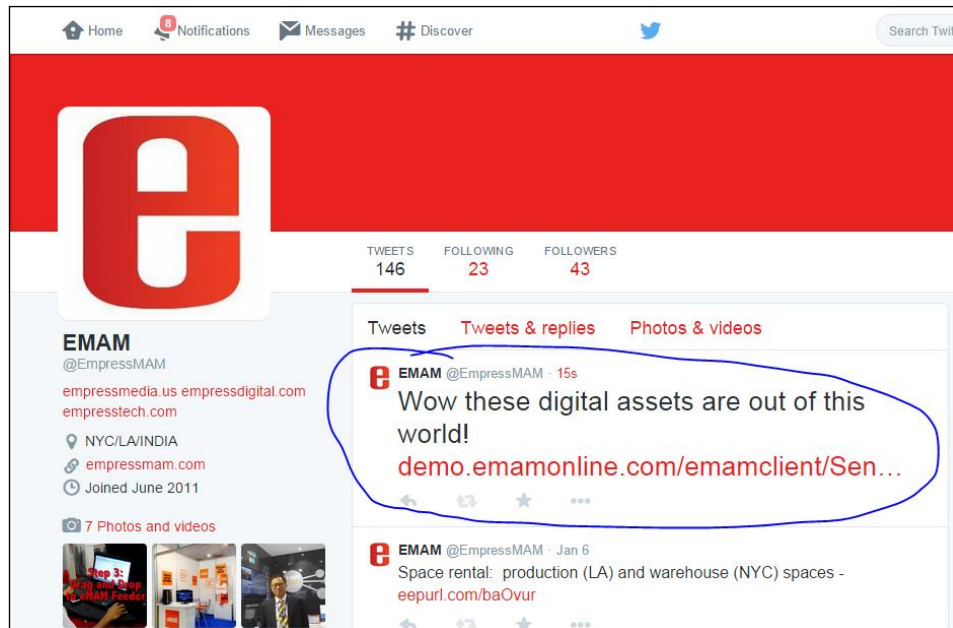 Home
8
Notifications
Messages
Discover
Search Twit
e
TWEETS FOLLOWING FOLLOWERS
146 23 43
EMAM
@EmpressMAM
empressmedia.us empressdigital.com
empresstech.com
NYC/LA/INDIA
empressmam.com
Joined June 2011
7 Photos and videos
Step 3:
Drag and Drop
to eMAM Feeder
Tweets Tweets & replies Photos & videos
e
EMAM @EmpressMAM · 15s
Wow these digital assets are out of this
world!
demo.emamonline.com/emamclient/Sen...
e
EMAM @EmpressMAM · Jan 6
Space rental: production (LA) and warehouse (NYC) spaces -
eepurl.com/baOvur